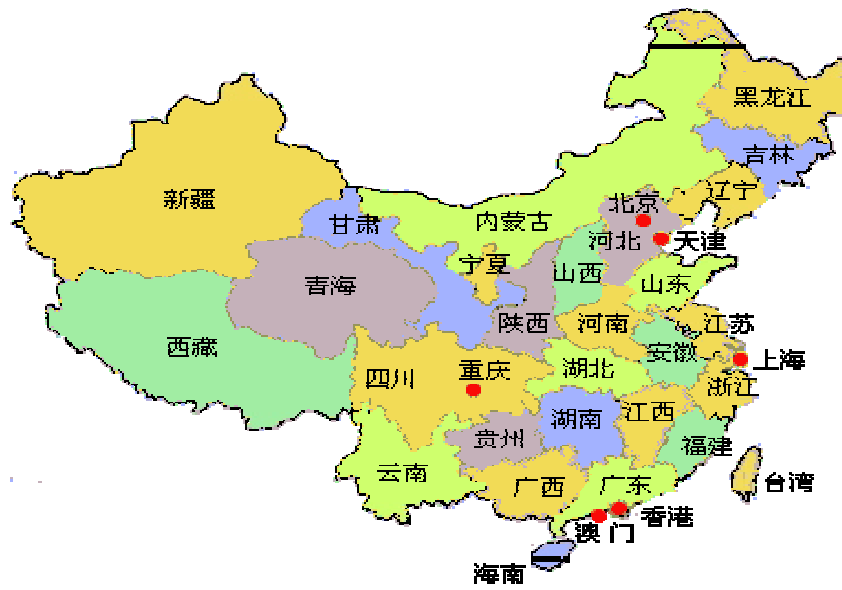 黑龙江
吉林
辽宁
新疆
北京
甘肃
内蒙古
河北
天津
宁夏
山西
青海
山东
陕西
河南
江苏
西藏
安徽
上海
四川
重庆
湖北
浙江
湖南
江西
贵州
福建
云南
广西
广东
台湾
香港
澳门
海南